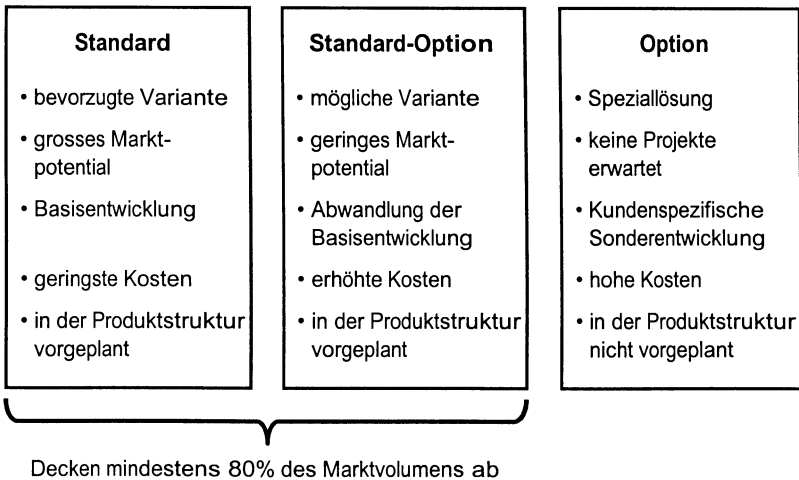 Standard
• bevorzugte Variante
• grosses Markt-
potential
• Basisentwicklung
• geringste Kosten
• in der Produktstruktur
vorgeplant
Standard-Option
• mögliche Variante
• geringes Markt-
potential
• Abwandlung der
Basisentwicklung
• erhöhte Kosten
• in der Produktstruktur
vorgeplant
Option
• Speziallösung
• keine Projekte
erwartet
• Kundenspezifische
Sonderentwicklung
• hohe Kosten
• in der Produktstruktur
nicht vorgeplant
Decken mindestens 80% des Marktvolumens ab